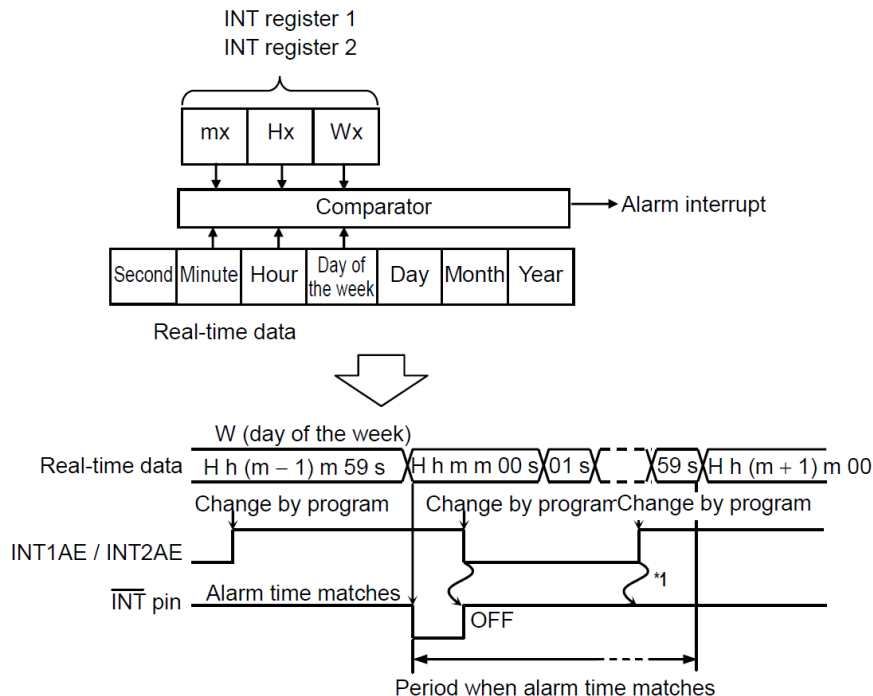 INT register 1
INT register 2
mx Hx Wx
Comparator
Alarm interrupt
Second Minute Hour Day of the week Day Month Year
Real-time data
W (day of the week)
Real-time data
H h (m − 1) m 59 s H h m m 00 s 01 s 59 s H h (m + 1) m 00
Change by program Change by program Change by program
INT1AE / INT2AE
*1
INT pin
Alarm time matches
OFF
Period when alarm time matches